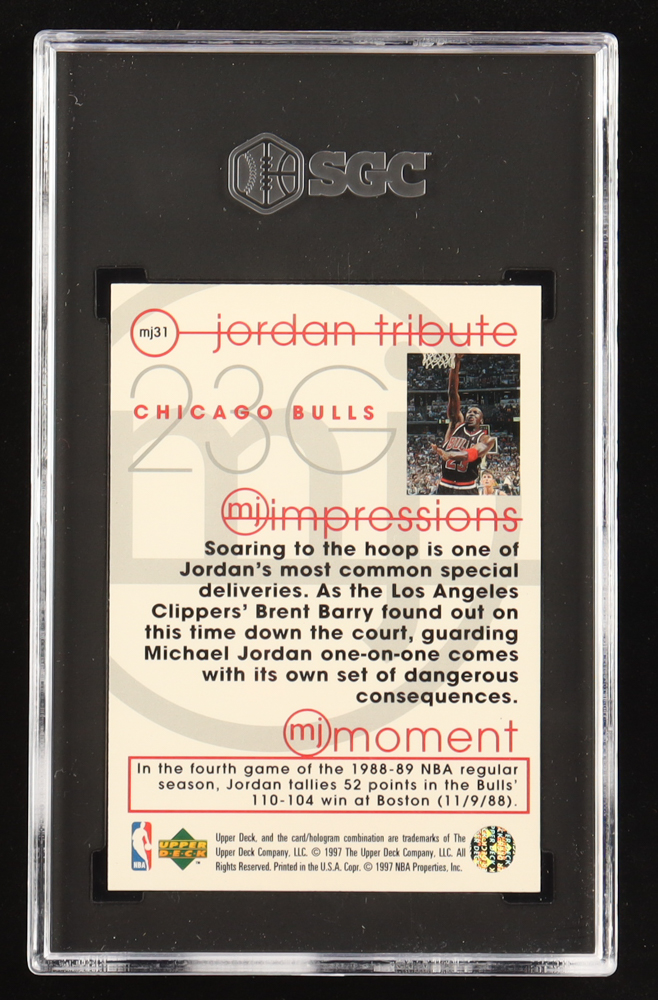 SGC
mj31
jordan tribute
23G
CHICAGO BULLS
mj impressions
Soaring to the hoop is one of
Jordan's most common special
deliveries. As the Los Angeles
Clippers' Brent Barry found out on
this time down the court, guarding
Michael Jordan one-on-one comes
with its own set of dangerous
consequences.
mj moment
In the fourth game of the 1988-89 NBA regular
season, Jordan tallies 52 points in the Bulls'
110-104 win at Boston (11/9/88).
NBA
UPPER
DECK
Upper Deck, and the card/hologram combination are trademarks of The
Upper Deck Company, LLC. © 1997 The Upper Deck Company, LLC. All
Rights Reserved. Printed in the U.S.A. Copr. © 1997 NBA Properties, Inc.